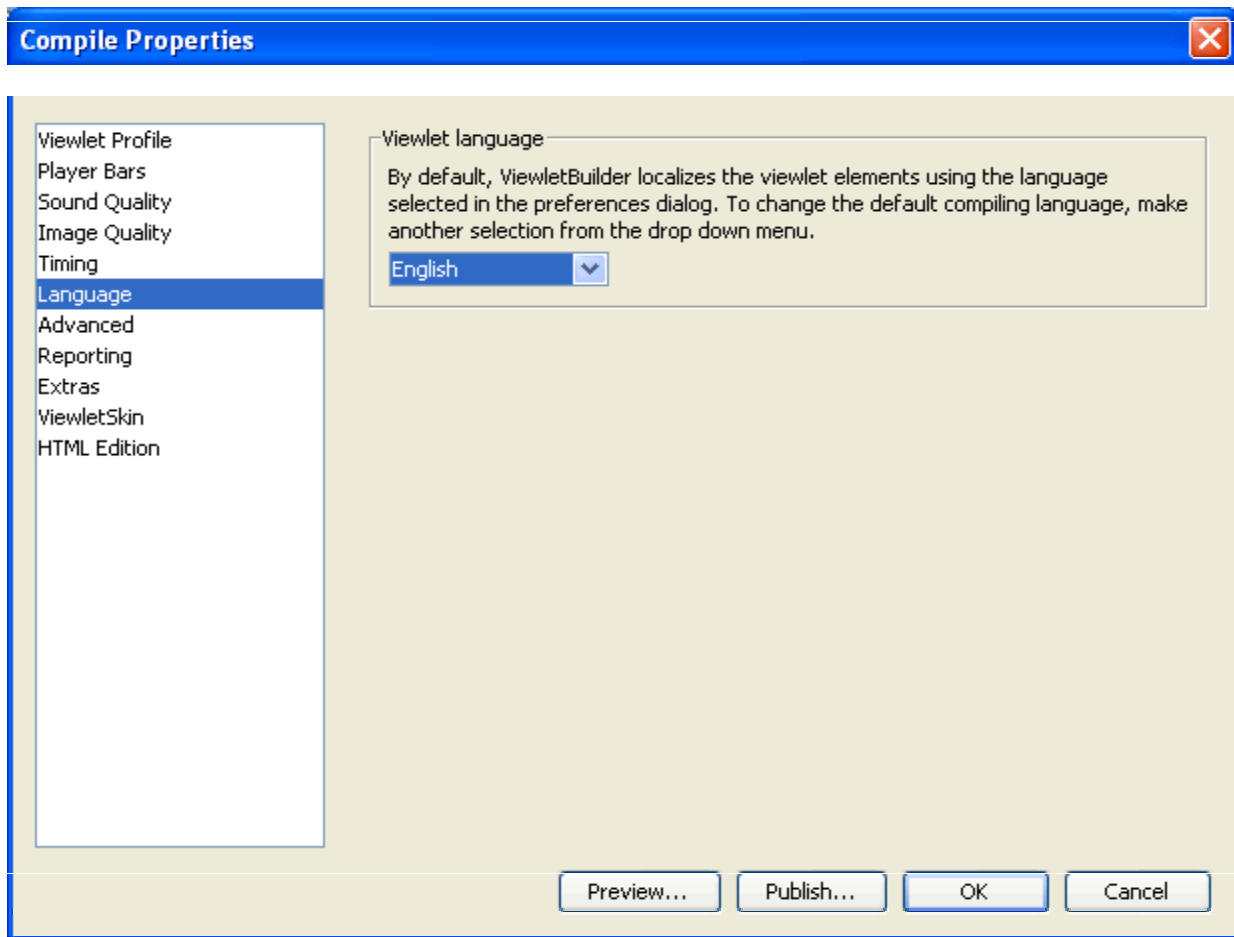 Compile Properties
Viewlet Profile
Player Bars
Sound Quality
Image Quality
Timing
Language
Advanced
Reporting
Extras
ViewletSkin
HTML Edition
Viewlet language
By default, ViewletBuilder localizes the viewlet elements using the language
selected in the preferences dialog. To change the default compiling language, make
another selection from the drop down menu.
English
Preview...
Publish...
OK
Cancel